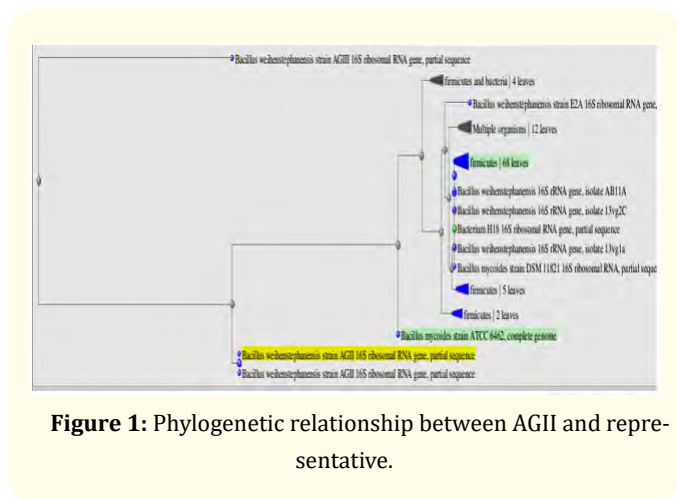 Bacillus weihenstephanensis strain AGIII 16S ribosomal RNA gene, partial sequence
firmicutes and bacteria | 4 leaves
Bacillus weihenstephanensis strain E2A 16S ribosomal RNA gene,
Multiple organisms | 12 leaves
firmicutes | 68 leaves
Bacillus weihenstephanensis 16S rRNA gene, isolate AB11A
Bacillus weihenstephanensis 16S rRNA gene, isolate 13vg2C
Bacterium H18 16S ribosomal RNA gene, partial sequence
Bacillus weihenstephanensis 16S rRNA gene, isolate 13vg1a
Bacillus mycoides strain DSM 11821 16S ribosomal RNA, partial seque
firmicutes | 5 leaves
firmicutes | 2 leaves
Bacillus mycoides strain ATCC 6462, complete genome
Bacillus weihenstephanensis strain AGII 16S ribosomal RNA gene, partial sequence
Bacillus weihenstephanensis strain AGII 16S ribosomal RNA gene, partial sequence
Figure 1: Phylogenetic relationship between AGII and repre-
sentative.